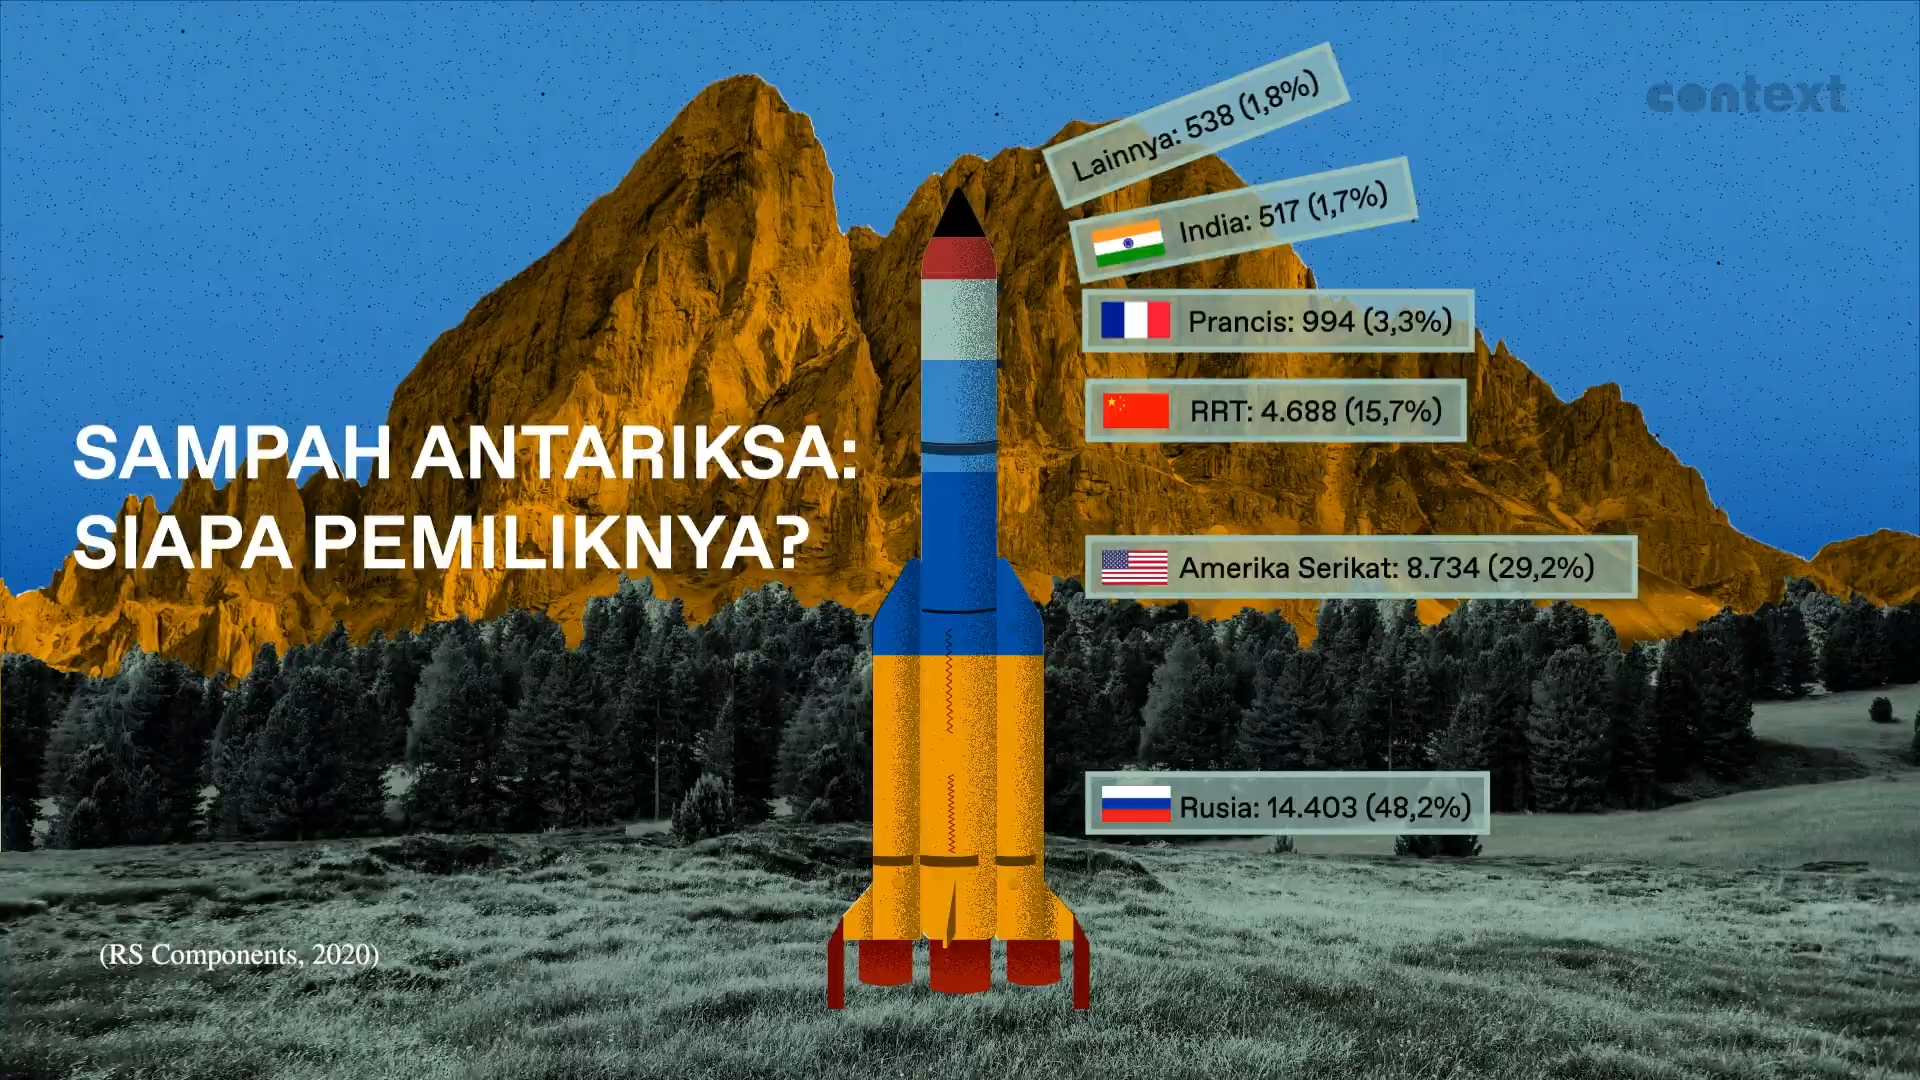 context
Lainnya: 538 (1,8%)
India: 517 (1,7%)
Prancis: 994 (3,3%)
RRT: 4.688 (15,7%)
SAMPAH ANTARIKSA:
SIAPA PEMILIKNYA?
Amerika Serikat: 8.734 (29,2%)
Rusia: 14.403 (48,2%)
(RS Components, 2020)